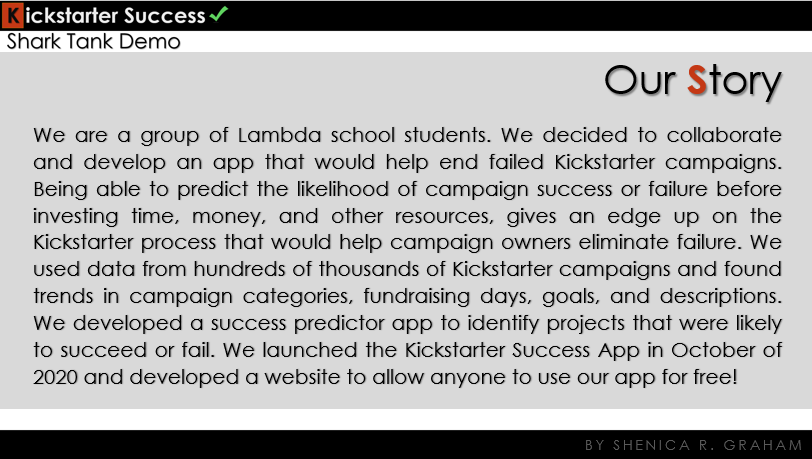 Kickstarter Success
Shark Tank Demo
Our Story
We are a group of Lambda school students. We decided to collaborate
and develop an app that would help end failed Kickstarter campaigns.
Being able to predict the likelihood of campaign success or failure before
investing time, money, and other resources, gives an edge up on the
Kickstarter process that would help campaign owners eliminate failure. We
used data from hundreds of thousands of Kickstarter campaigns and found
trends in campaign categories, fundraising days, goals, and descriptions.
We developed a success predictor app to identify projects that were likely
to succeed or fail. We launched the Kickstarter Success App in October of
2020 and developed a website to allow anyone to use our app for free!
BY SHENICA R. GRAHAM